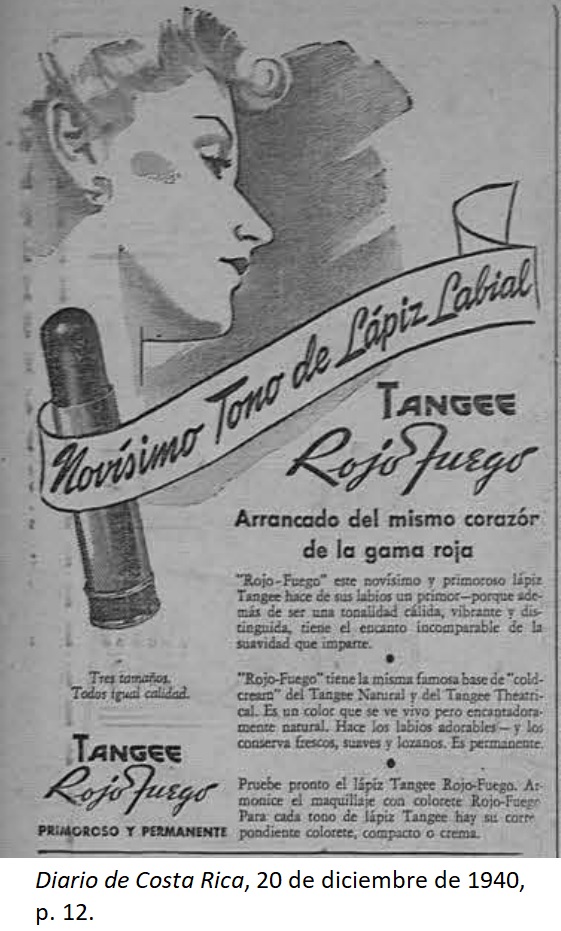 Novísimo Tono de Lápiz Labial
TANGEE
Rojo Fuego
Arrancado del mismo corazór
de la gama roja
"Rojo-Fuego" este novísimo y primoroso lápiz
Tangee hace de sus labios un primor—porque ade-
más de ser una tonalidad cálida, vibrante y dis-
tinguida, tiene el encanto incomparable de la
suavidad que imparte.
"Rojo-Fuego" tiene la misma famosa base de "cold-
cream" del Tangee Natural y del Tangee Theatri-
cal. Es un color que se ve vivo pero encantadora-
mente natural. Hace los labios adorables—y los
conserva frescos, suaves y lozanos. Es permanente.
Pruebe pronto el lápiz Tangee Rojo-Fuego. Ar-
monice el maquillaje con colorete Rojo-Fuego
Para cada tono de lápiz Tangee hay su corre
pondiente colorete, compacto o crema.
Tres tamaños.
Todos igual calidad.
TANGEE
Rojo Fuego
PRIMOROSO Y PERMANENTE
Diario de Costa Rica, 20 de diciembre de 1940,
p. 12.